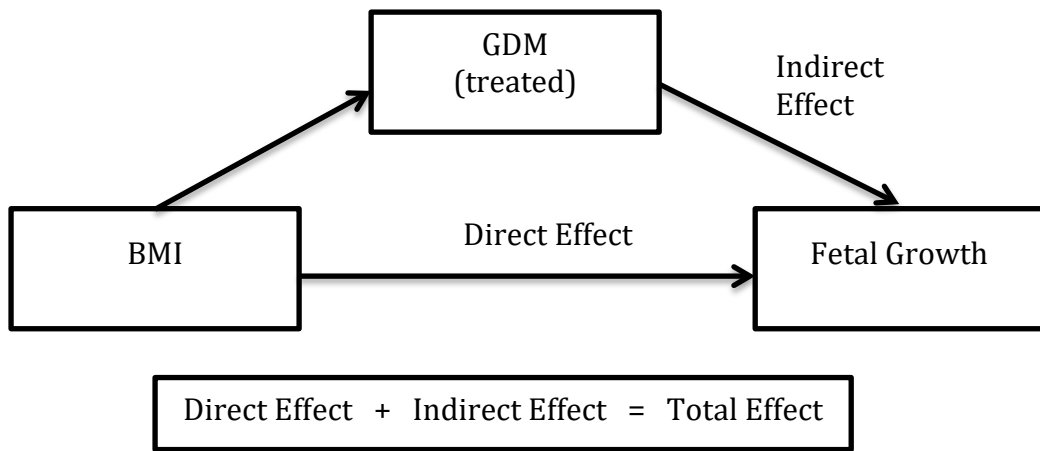 GDM
(treated)
Indirect
Effect
BMI
Direct Effect
Fetal Growth
Direct Effect + Indirect Effect = Total Effect